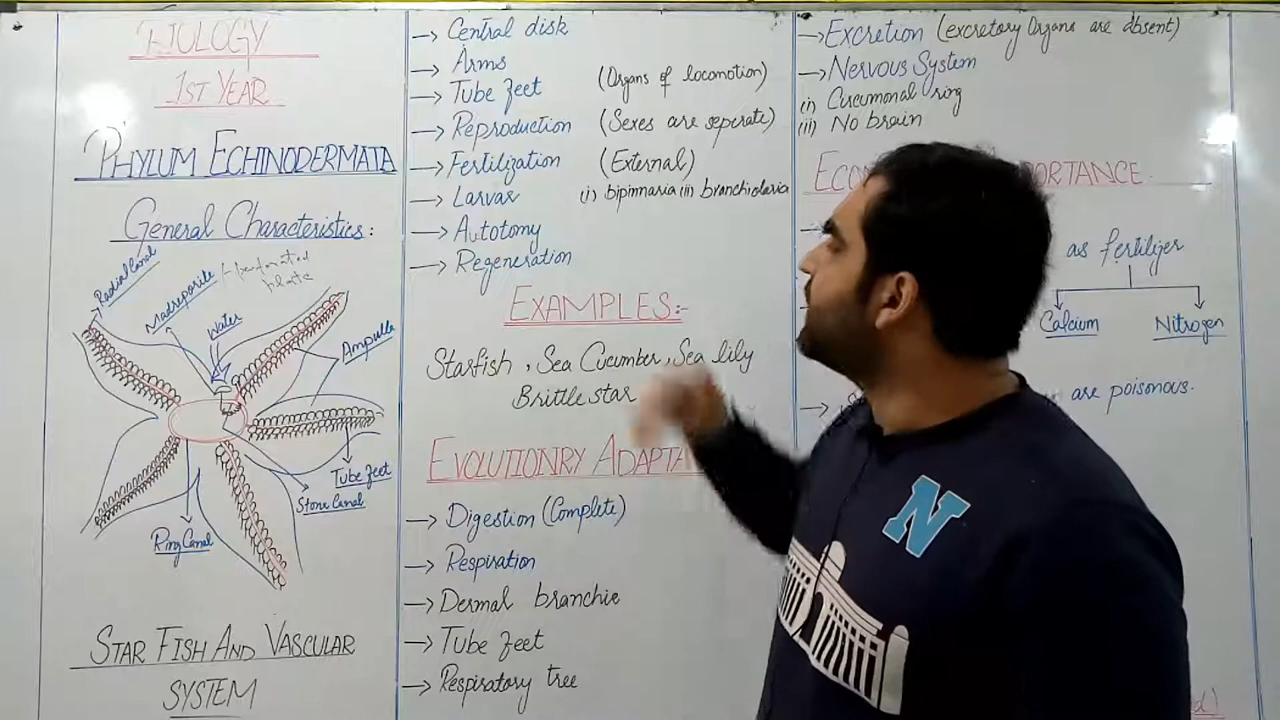 BIOLOGY
1ST YEAR
PHYLUM ECHINODERMATA
General Characteristics:
Radial Canal
Madreporite
perforated
plate
Water
Ampulla
Tube feet
Stone Canal
Ring Canal
STAR FISH AND VASCULAR
SYSTEM
→ Central disk
→ Arms
→ Tube feet (Organs of locomotion)
→ Reproduction (Sexes are seperate)
→ Fertilization (External)
→ Larvae (i) bipinnaria (ii) branchiolaria
→ Autotomy
→ Regeneration
EXAMPLES:-
Starfish, Sea Cucumber, Sea lily
Brittle star
EVOLUTIONRY ADAPTA
→ Digestion (Complete)
→ Respiration
→ Dermal branchie
→ Tube feet
→ Respiratory tree
→ Excretion (excretory Organs are absent)
→ Nervous System
(i) Circumonal ring
(ii) No brain
ECO PORTANCE
as fertilizer
Calcium Nitrogen
are poisonous.
N